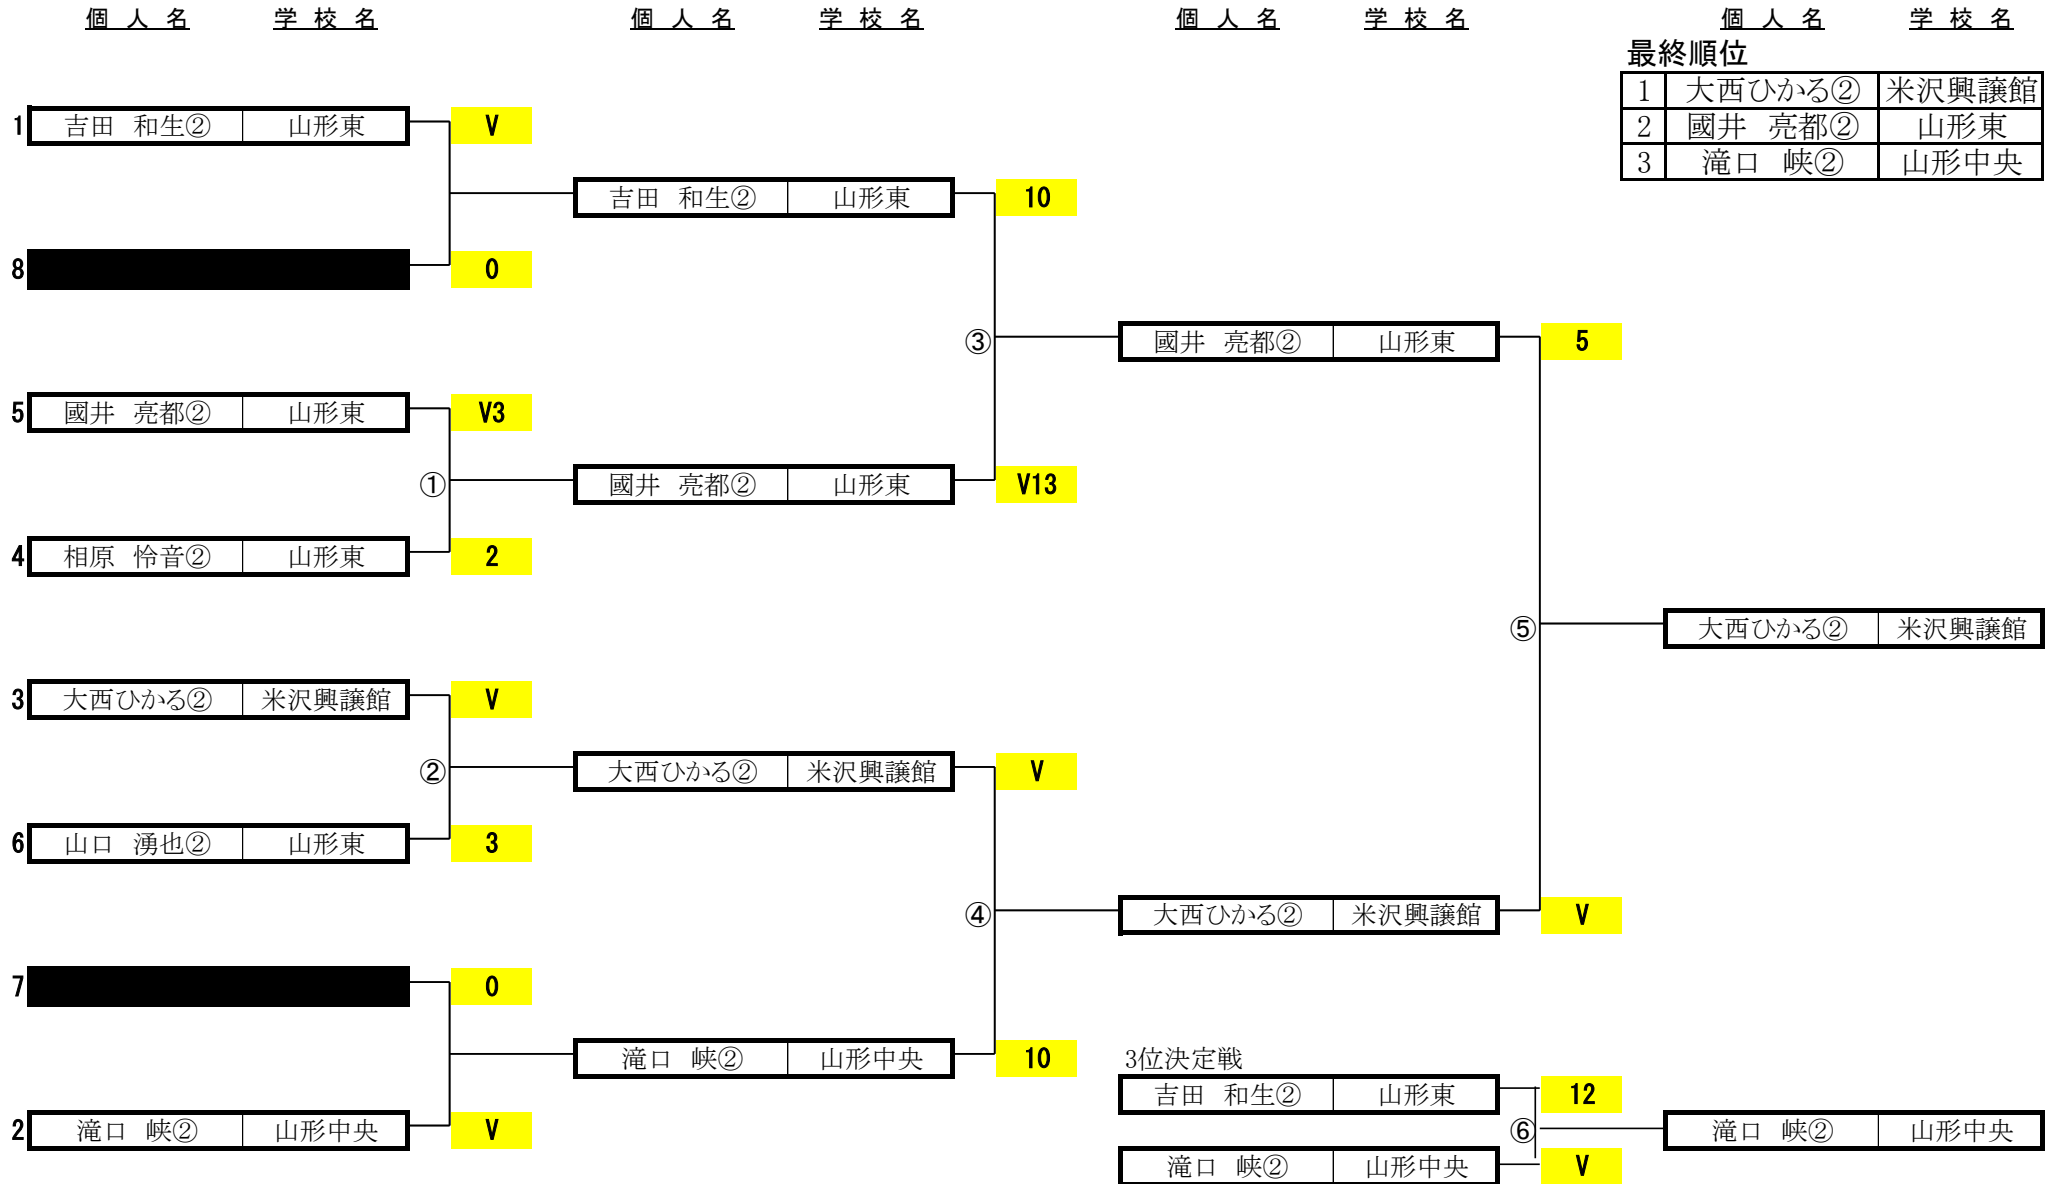 個 人 名 学 校 名 個 人 名 学 校 名 個 人 名 学 校 名 個 人 名 学 校 名
最終順位
1 大西ひかる② 米沢興譲館
2 國井 亮都② 山形東
3 滝口 峡② 山形中央
1 吉田 和生② 山形東 V
吉田 和生② 山形東 10
8 0
③ 國井 亮都② 山形東 5
5 國井 亮都② 山形東 V3
① 國井 亮都② 山形東 V13
4 相原 怜音② 山形東 2
⑤ 大西ひかる② 米沢興譲館
3 大西ひかる② 米沢興譲館 V
② 大西ひかる② 米沢興譲館 V
6 山口 湧也② 山形東 3
④ 大西ひかる② 米沢興譲館 V
7 0
滝口 峡② 山形中央 10
3位決定戦
吉田 和生② 山形東 12
2 滝口 峡② 山形中央 V
⑥ 滝口 峡② 山形中央
滝口 峡② 山形中央 V